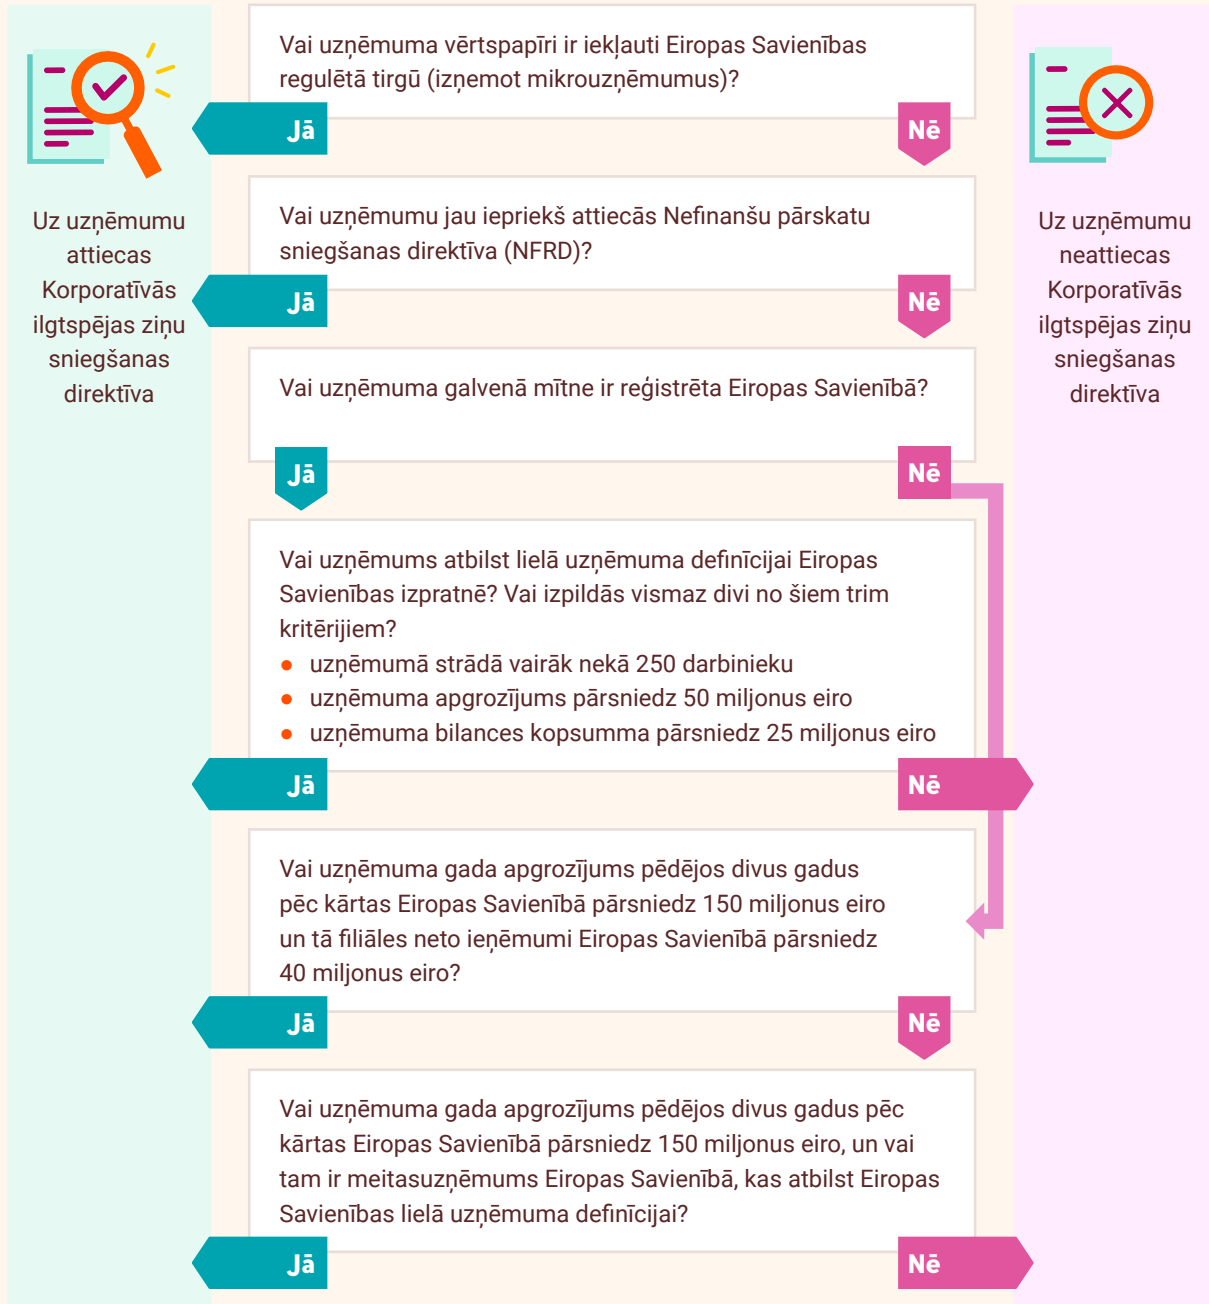 Uz uzņēmumu
attiecas
Korporatīvās
ilgtspējas ziņu
sniegšanas
direktīva
Vai uzņēmuma vērtspapīri ir iekļauti Eiropas Savienības
regulētā tirgū (izņemot mikrouzņēmumus)?
Jā
Nē
Vai uzņēmumu jau iepriekš attiecās Nefinanšu pārskatu
sniegšanas direktīva (NFRD)?
Jā
Nē
Vai uzņēmuma galvenā mītne ir reģistrēta Eiropas Savienībā?
Jā
Nē
Vai uzņēmums atbilst lielā uzņēmuma definīcijai Eiropas
Savienības izpratnē? Vai izpildās vismaz divi no šiem trim
kritērijiem?
● uzņēmumā strādā vairāk nekā 250 darbinieku
● uzņēmuma apgrozījums pārsniedz 50 miljonus eiro
● uzņēmuma bilances kopsumma pārsniedz 25 miljonus eiro
Jā
Nē
Vai uzņēmuma gada apgrozījums pēdējos divus gadus
pēc kārtas Eiropas Savienībā pārsniedz 150 miljonus eiro
un tā filiāles neto ieņēmumi Eiropas Savienībā pārsniedz
40 miljonus eiro?
Jā
Nē
Vai uzņēmuma gada apgrozījums pēdējos divus gadus pēc
kārtas Eiropas Savienībā pārsniedz 150 miljonus eiro, un vai
tam ir meitasuzņēmums Eiropas Savienībā, kas atbilst Eiropas
Savienības lielā uzņēmuma definīcijai?
Jā
Nē
Uz uzņēmumu
neattiecas
Korporatīvās
ilgtspējas ziņu
sniegšanas
direktīva